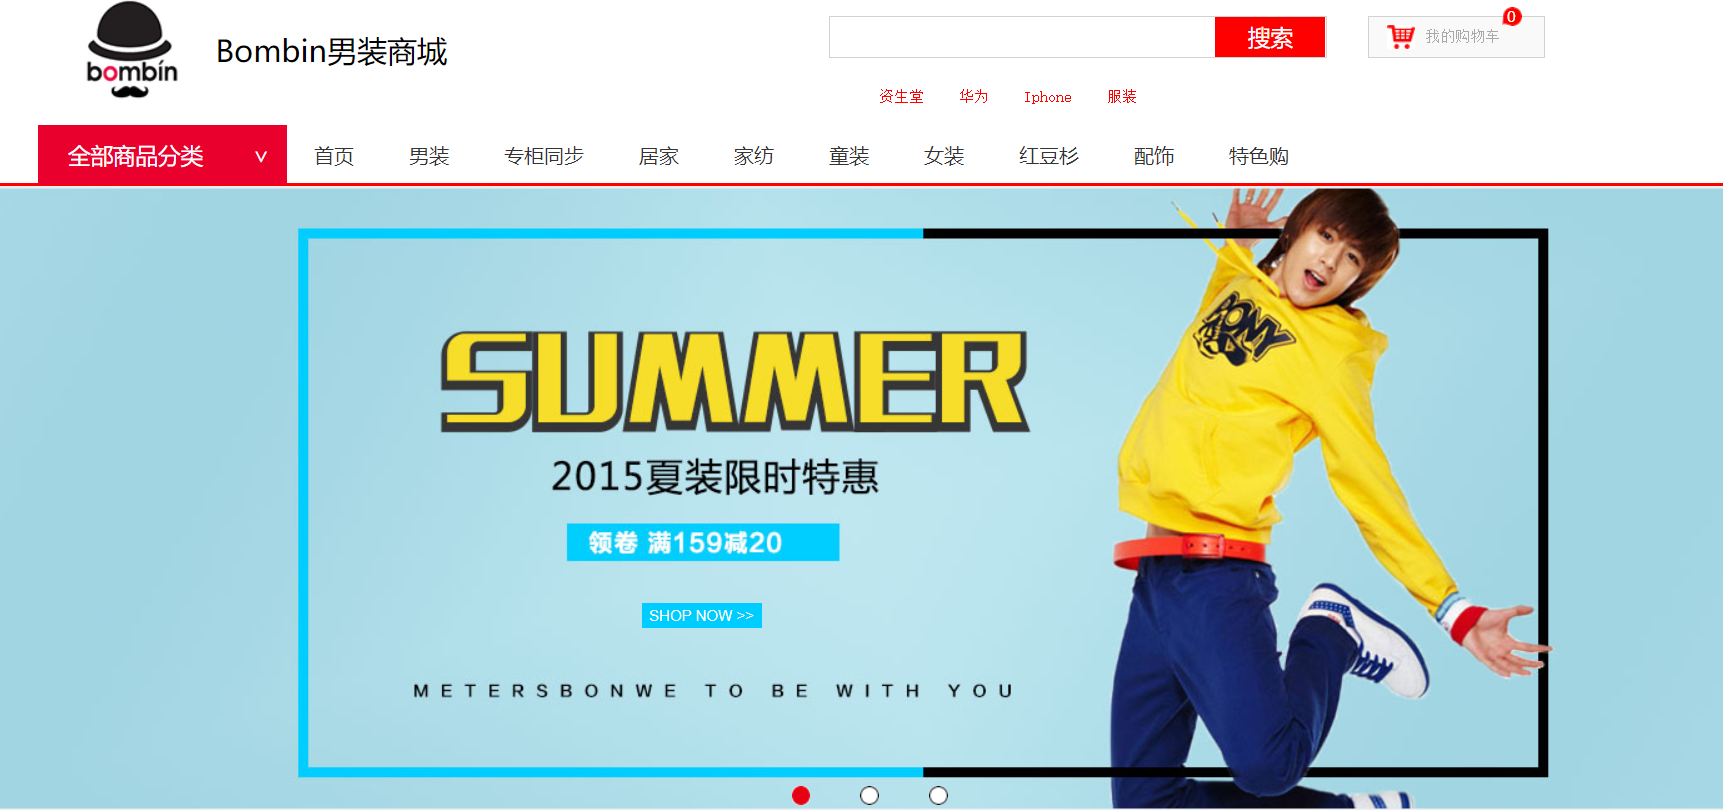 bombín
Bombin男装商城
搜索
0
我的购物车
资生堂 华为 Iphone 服装
全部商品分类 ∨
首页 男装 专柜同步 居家 家纺 童装 女装 红豆杉 配饰 特色购
SUMMER
2015夏装限时特惠
领卷 满159减20
SHOP NOW >>
METERSBONWE TO BE WITH YOU